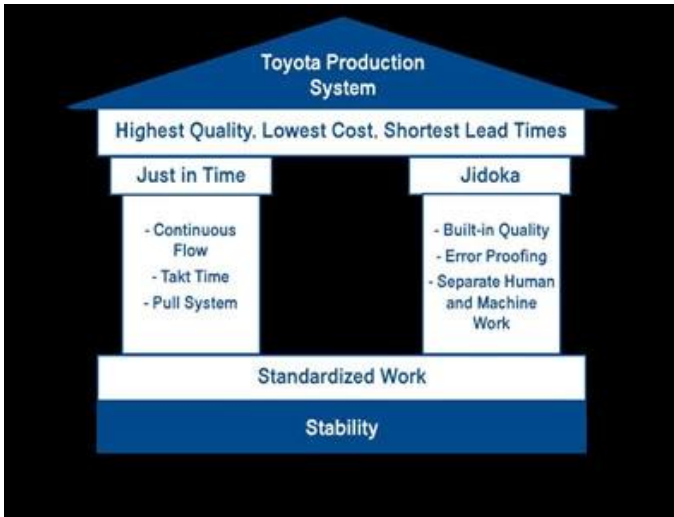 Toyota Production
System
Highest Quality, Lowest Cost, Shortest Lead Times
Just in Time
Jidoka
- Continuous
Flow
- Takt Time
- Pull System
- Built-in Quality
- Error Proofing
- Separate Human
and Machine
Work
Standardized Work
Stability